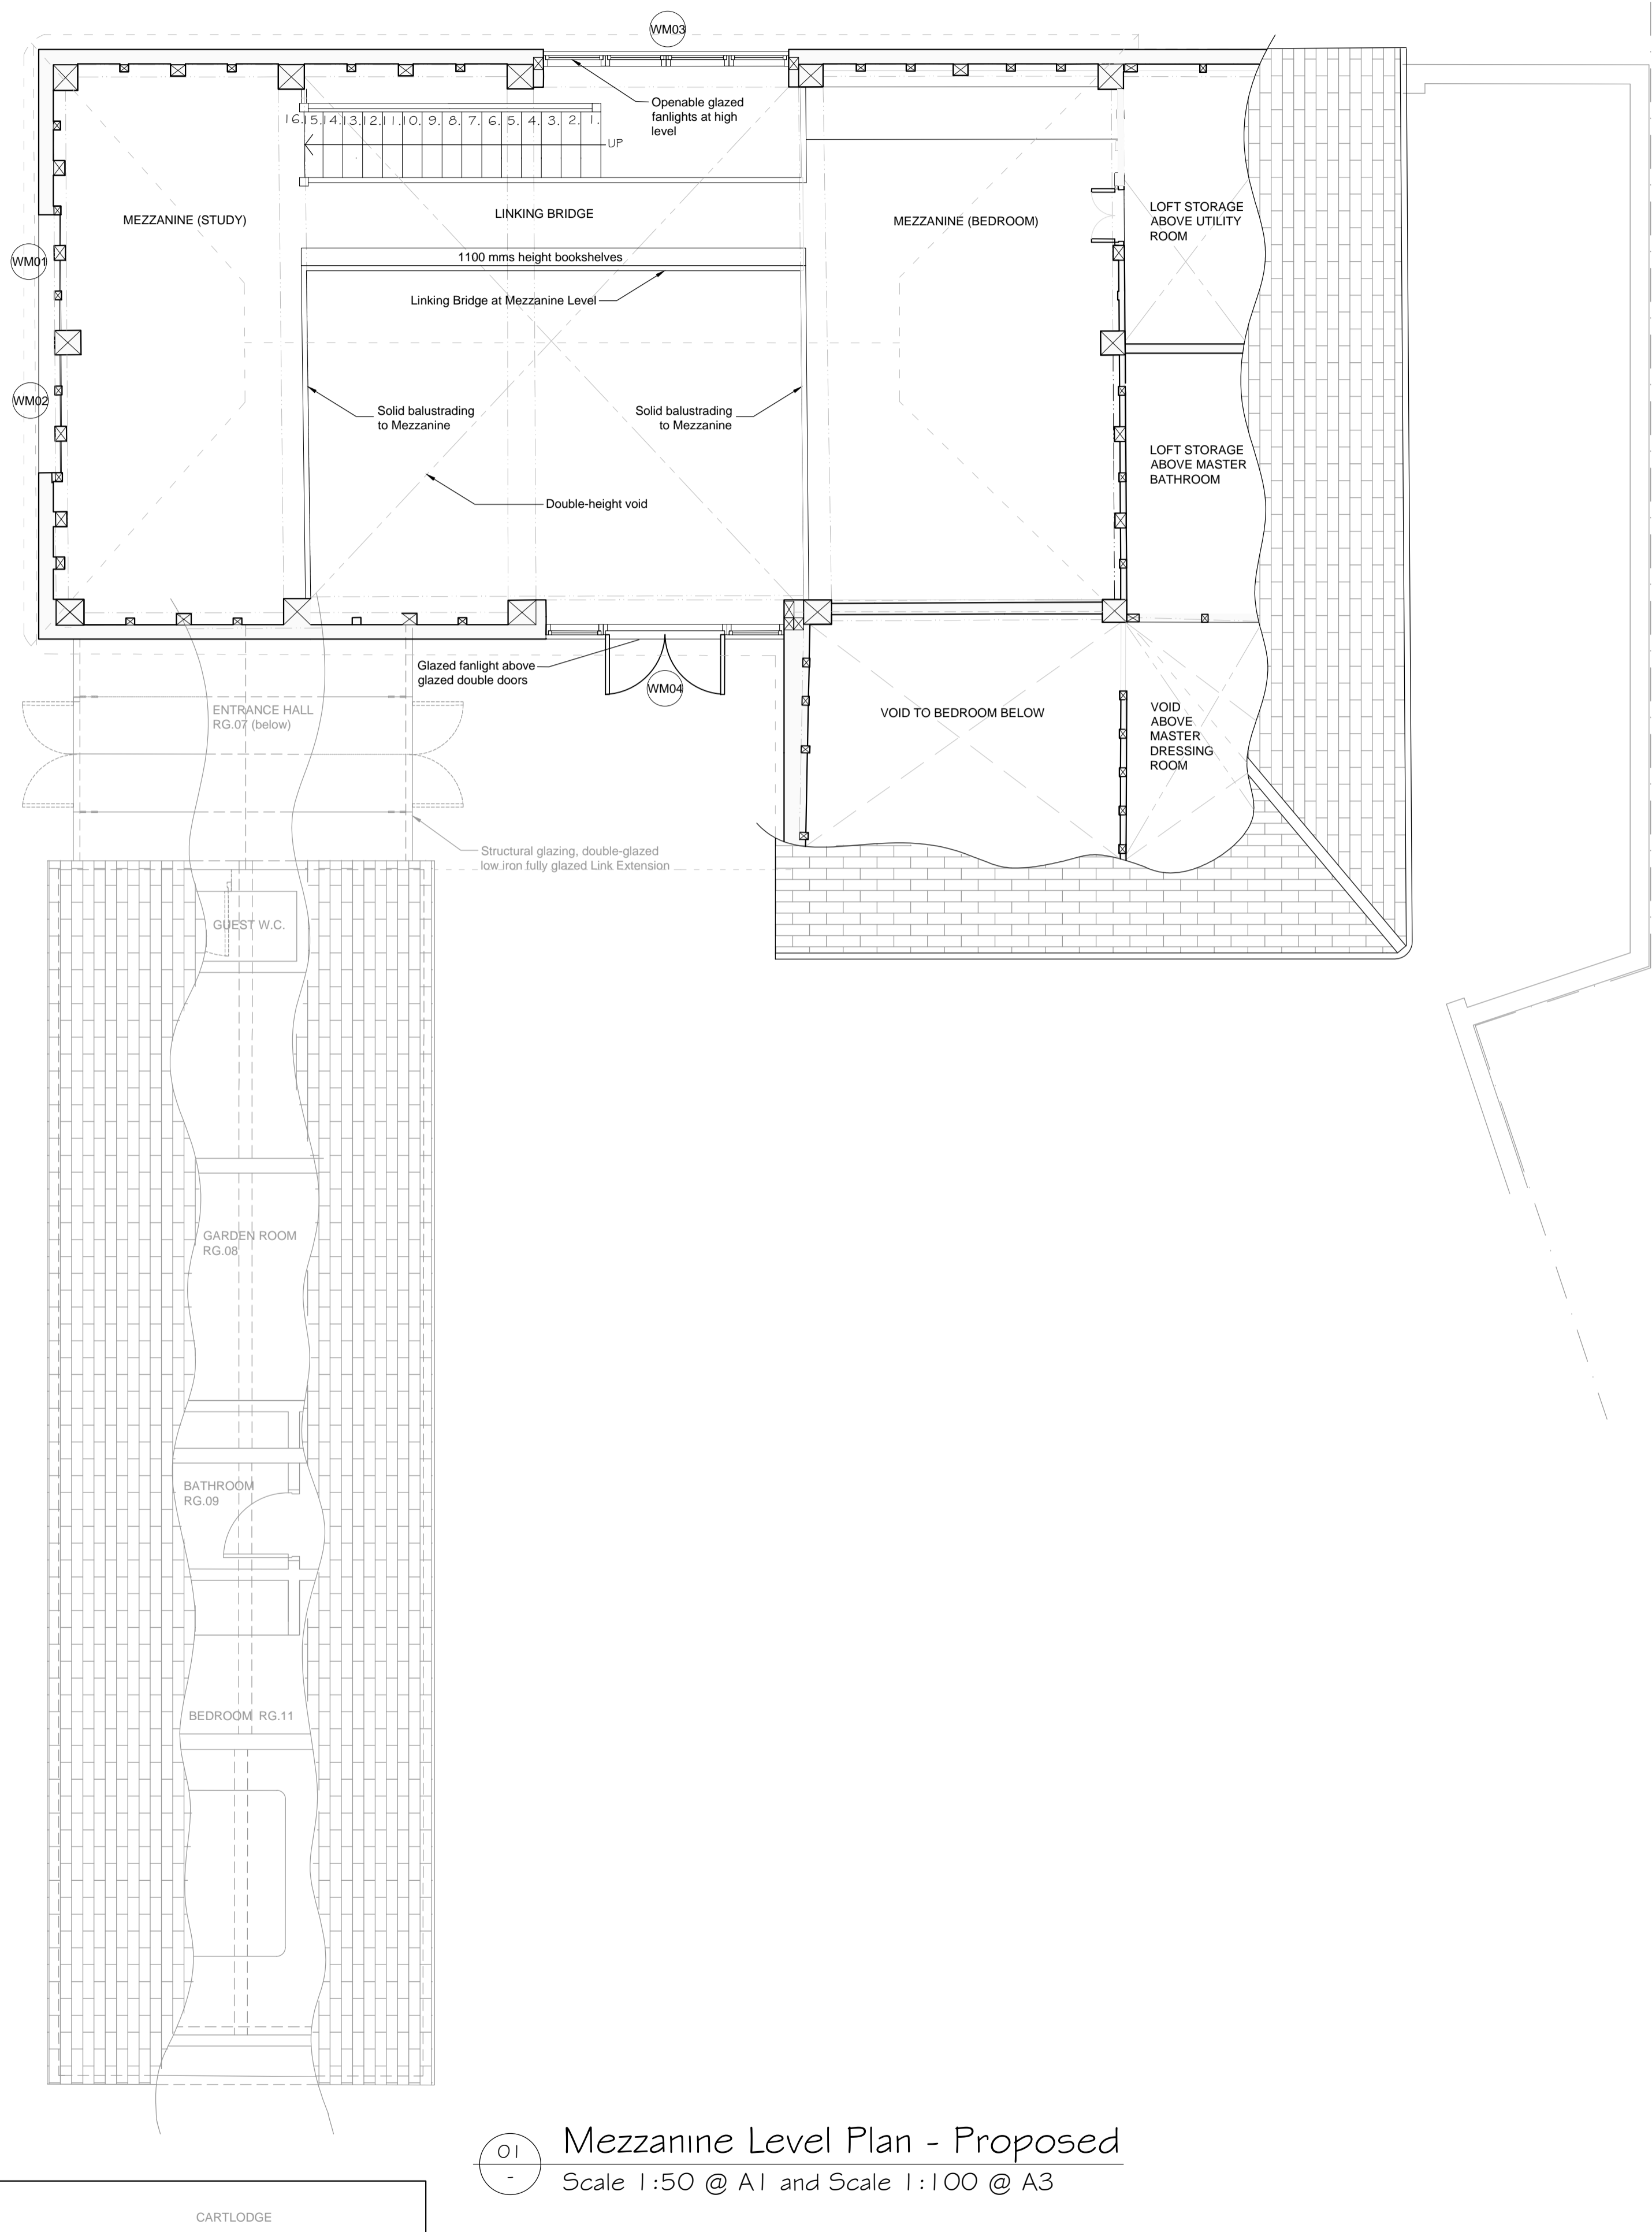 WM03
Openable glazed
fanlights at high
level
16. 15. 14. 13. 12. 11. 10. 9. 8. 7. 6. 5. 4. 3. 2. 1.
UP
MEZZANINE (STUDY)
LINKING BRIDGE
MEZZANINE (BEDROOM)
LOFT STORAGE
ABOVE UTILITY
ROOM
WM01
1100 mms height bookshelves
Linking Bridge at Mezzanine Level
WM02
Solid balustrading
to Mezzanine
Solid balustrading
to Mezzanine
LOFT STORAGE
ABOVE MASTER
BATHROOM
Double-height void
Glazed fanlight above
glazed double doors
WM04
ENTRANCE HALL
RG.07 (below)
VOID TO BEDROOM BELOW
VOID
ABOVE
MASTER
DRESSING
ROOM
Structural glazing, double-glazed
low iron fully glazed Link Extension
GUEST W.C.
GARDEN ROOM
RG.08
BATHROOM
RG.09
BEDROOM RG.11
01
-
Mezzanine Level Plan - Proposed
Scale 1:50 @ A1 and Scale 1:100 @ A3
CARTLODGE